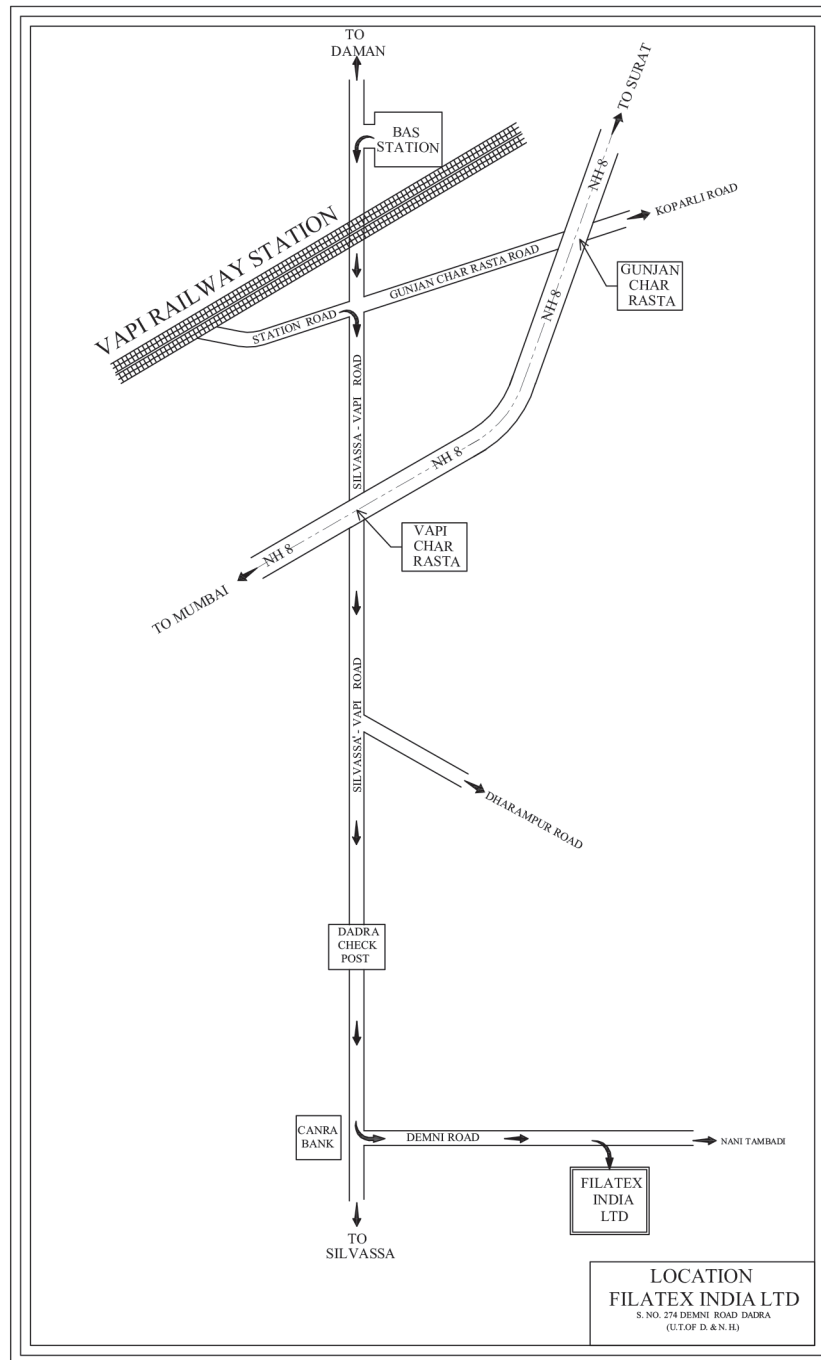 TO
DAMAN
BAS
STATION
TO SURAT
NH 8
KOPARLI ROAD
VAPI RAILWAY STATION
GUNJAN CHAR RASTA ROAD
GUNJAN
CHAR
RASTA
STATION ROAD
NH 8
SILVASSA - VAPI ROAD
NH 8
VAPI
CHAR
RASTA
NH 8
TO MUMBAI
SILVASSA' - VAPI ROAD
DHARAMPUR ROAD
DADRA
CHECK
POST
CANRA
BANK
DEMNI ROAD
NANI TAMBADI
FILATEX
INDIA
LTD
TO
SILVASSA
LOCATION
FILATEX INDIA LTD
S. NO. 274 DEMNI ROAD DADRA
(U.T.OF D. & N. H.)